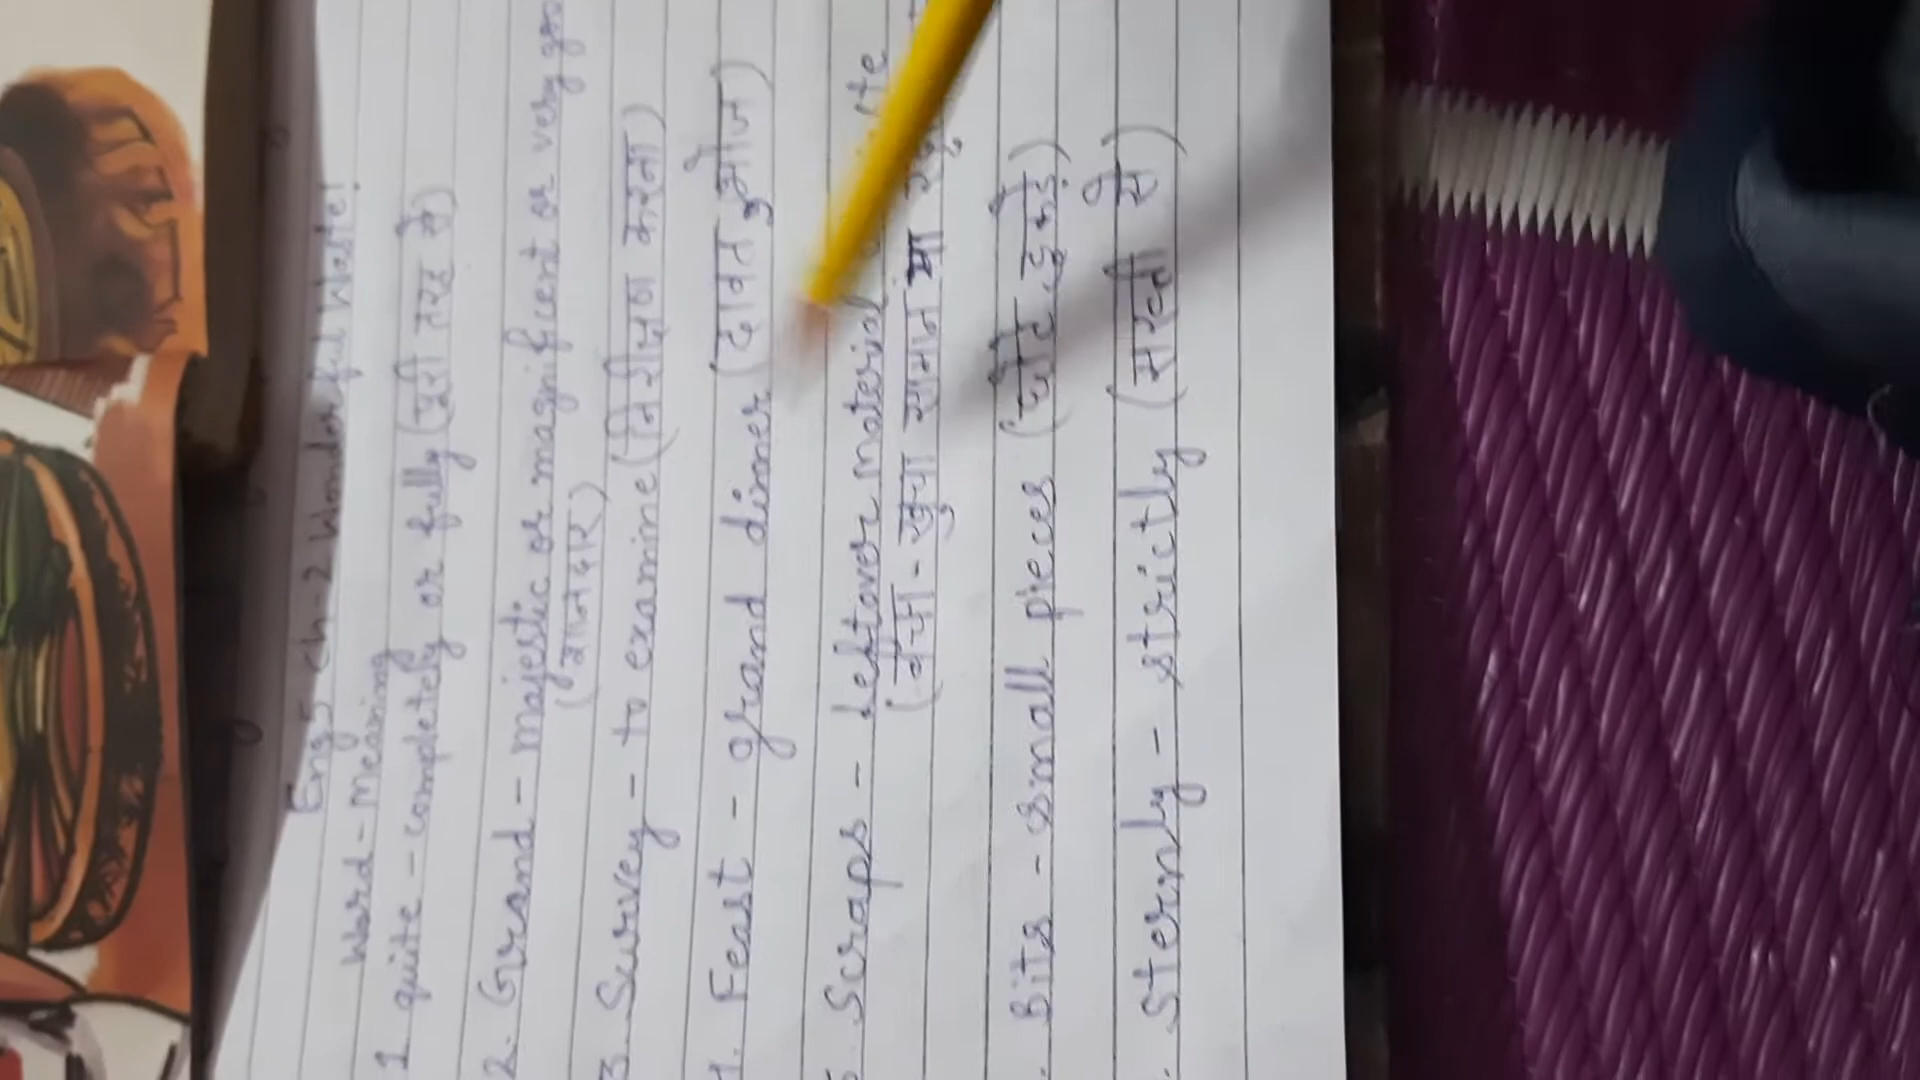 Eng 5 ch-2 Wonderful Waste!
Word - Meaning
1 quite - completely or fully (पूरी तरह से)
2. Grand - majestic or magnificent or very
(शानदार)
3. Survey - to examine (निरीक्षण करना)
4. Feast - grand dinner (दावत, भोज)
5. Scraps - Leftover material
(बचा - खुचा सामान या
. Bits - small pieces (छोटे टुकड़े)
. Sternly - strictly (सख्ती से)